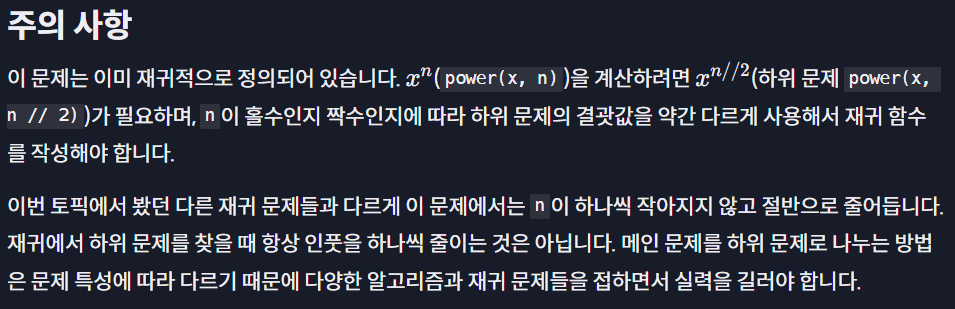 주의 사항
이 문제는 이미 재귀적으로 정의되어 있습니다. xⁿ(power(x, n))을 계산하려면 x^{n//2}(하위 문제 power(x,
n // 2))가 필요하며, n이 홀수인지 짝수인지에 따라 하위 문제의 결괏값을 약간 다르게 사용해서 재귀 함수
를 작성해야 합니다.
이번 토픽에서 봤던 다른 재귀 문제들과 다르게 이 문제에서는 n이 하나씩 작아지지 않고 절반으로 줄어듭니다.
재귀에서 하위 문제를 찾을 때 항상 인풋을 하나씩 줄이는 것은 아닙니다. 메인 문제를 하위 문제로 나누는 방법
은 문제 특성에 따라 다르기 때문에 다양한 알고리즘과 재귀 문제들을 접하면서 실력을 길러야 합니다.